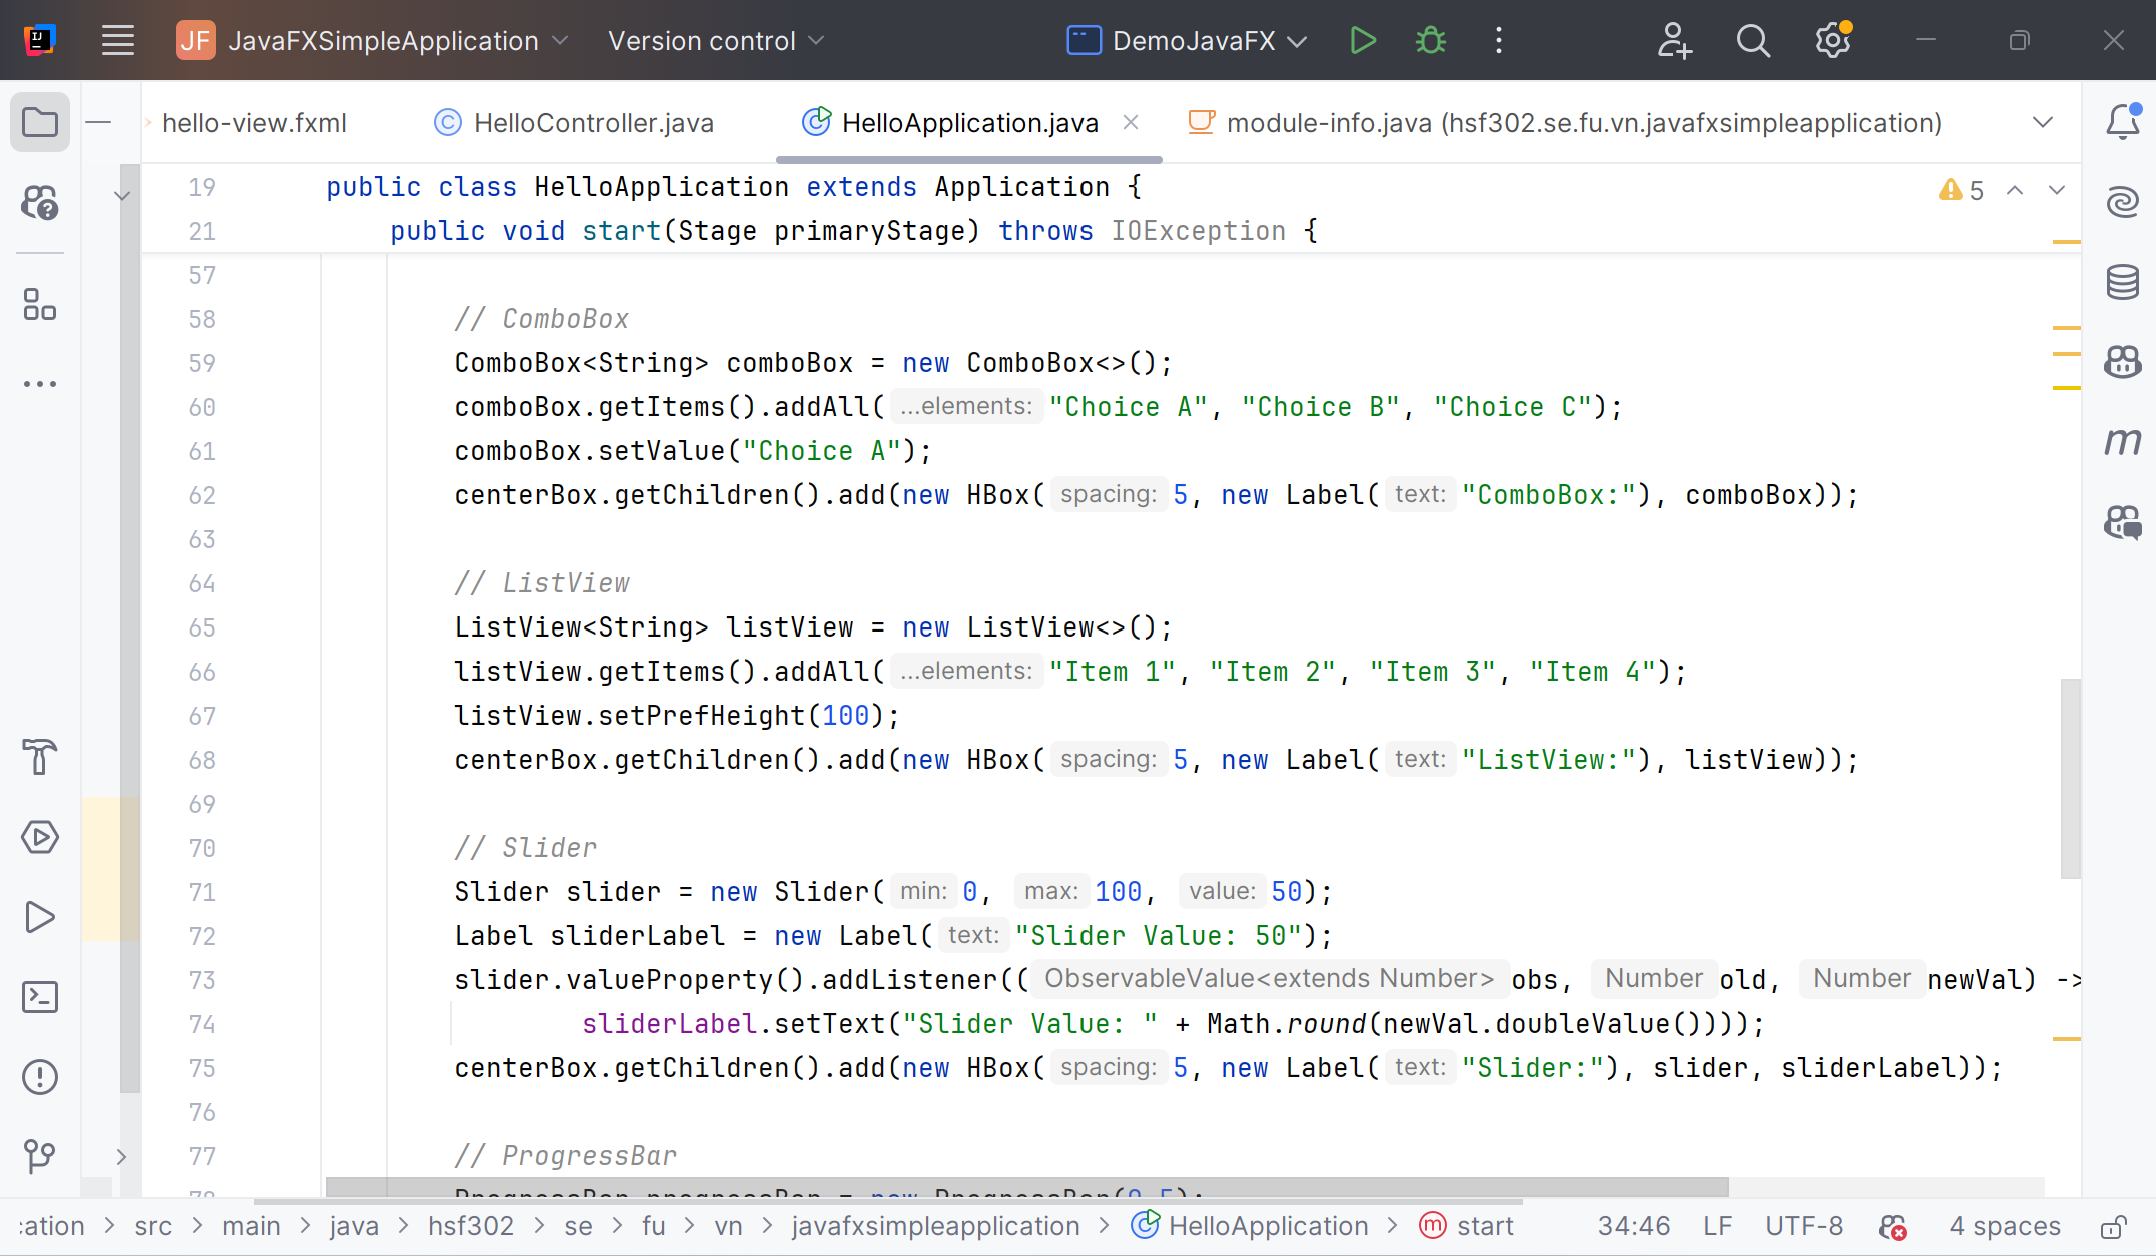 JF JavaFXSimpleApplication Version control DemoJavaFX
hello-view.fxml HelloController.java HelloApplication.java module-info.java (hsf302.se.fu.vn.javafxsimpleapplication)
19 public class HelloApplication extends Application { 5
21 public void start(Stage primaryStage) throws IOException {
57
58 // ComboBox
59 ComboBox<String> comboBox = new ComboBox<>();
60 comboBox.getItems().addAll( ...elements: "Choice A", "Choice B", "Choice C");
61 comboBox.setValue("Choice A");
62 centerBox.getChildren().add(new HBox( spacing: 5, new Label( text: "ComboBox:"), comboBox));
63
64 // ListView
65 ListView<String> listView = new ListView<>();
66 listView.getItems().addAll( ...elements: "Item 1", "Item 2", "Item 3", "Item 4");
67 listView.setPrefHeight(100);
68 centerBox.getChildren().add(new HBox( spacing: 5, new Label( text: "ListView:"), listView));
69
70 // Slider
71 Slider slider = new Slider( min: 0, max: 100, value: 50);
72 Label sliderLabel = new Label( text: "Slider Value: 50");
73 slider.valueProperty().addListener(( ObservableValue<extends Number> obs, Number old, Number newVal) ->
74 sliderLabel.setText("Slider Value: " + Math.round(newVal.doubleValue())));
75 centerBox.getChildren().add(new HBox( spacing: 5, new Label( text: "Slider:"), slider, sliderLabel));
76
77 // ProgressBar
78 ProgressBar progressBar = new ProgressBar(0.5);
:ation > src > main > java > hsf302 > se > fu > vn > javafxsimpleapplication > HelloApplication > start 34:46 LF UTF-8 4 spaces